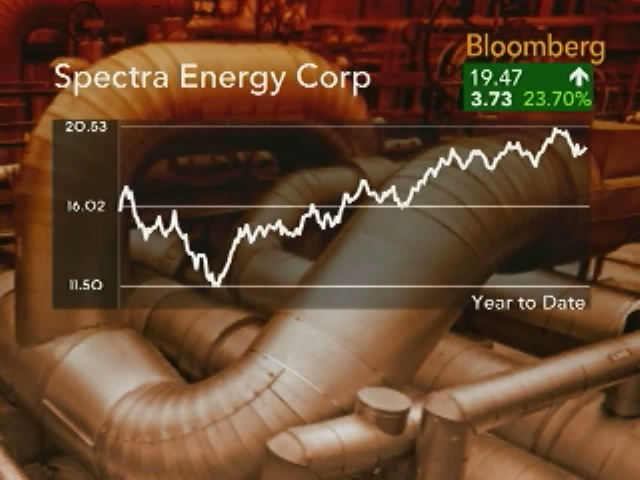 Bloomberg
Spectra Energy Corp
19.47
3.73 23.70%
20.53
16.02
11.50
Year to Date